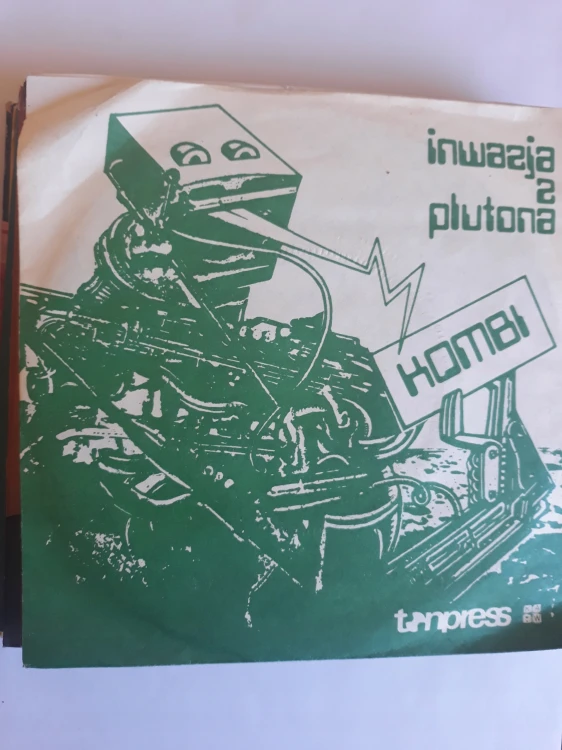 inwazja
z
plutona
KOMBI
tonpress